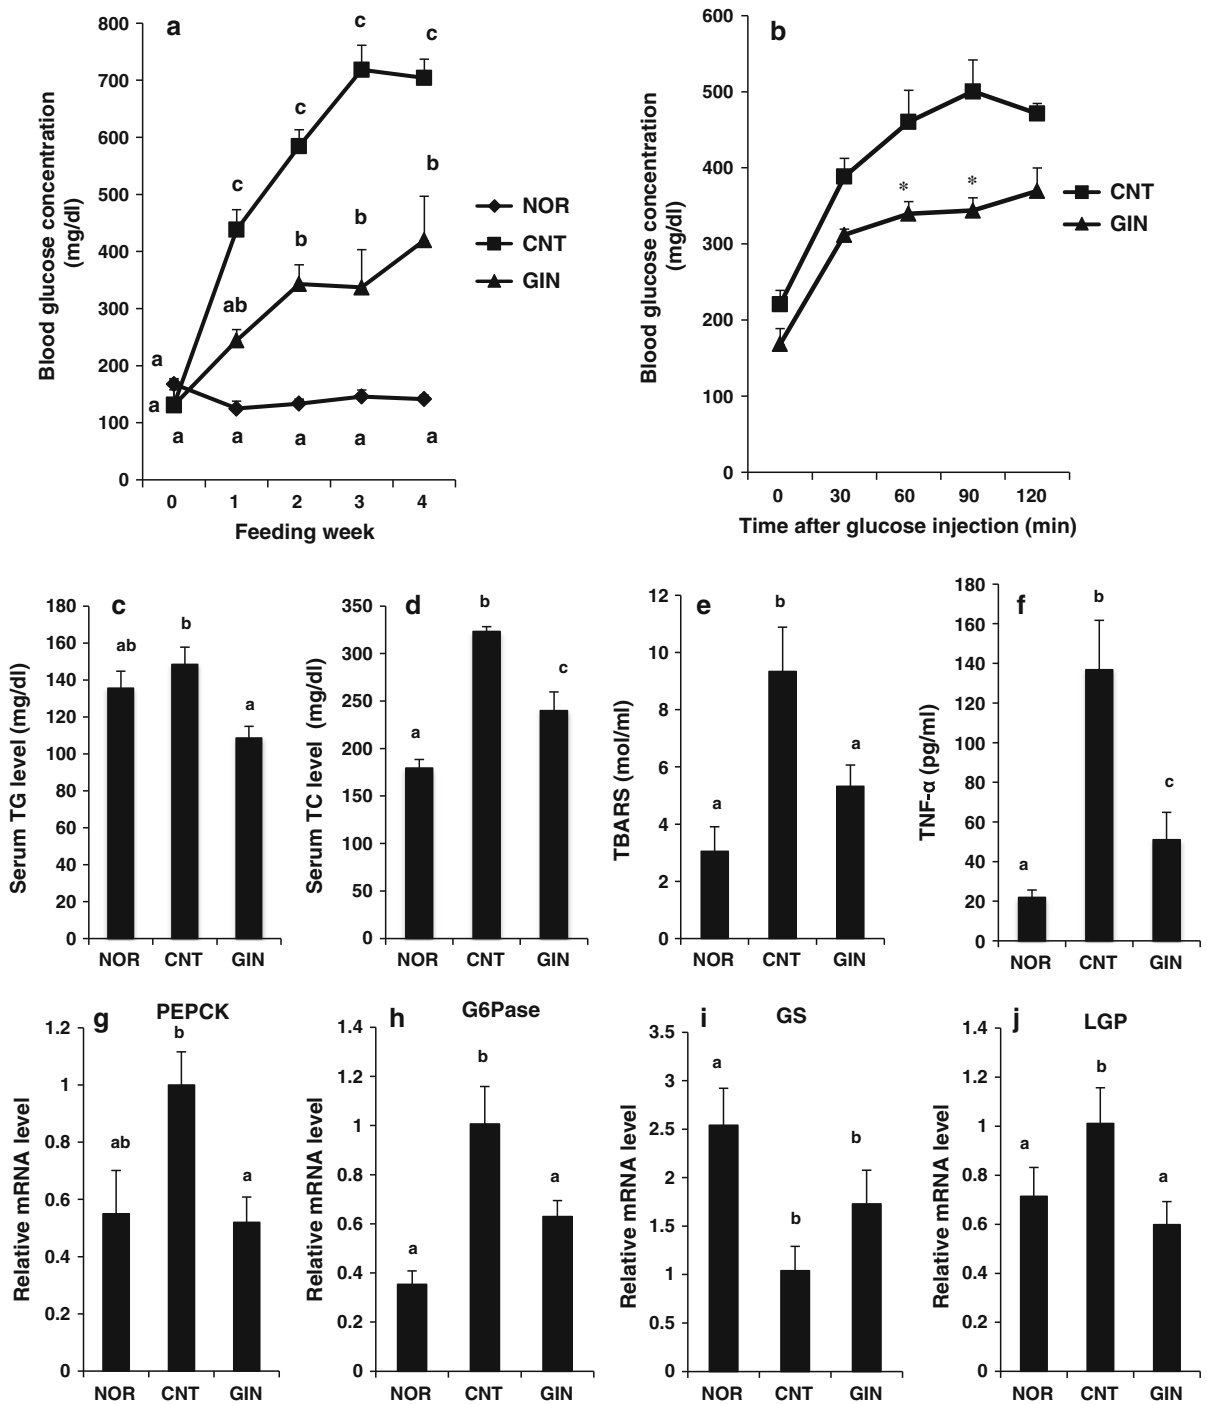 a
Blood glucose concentration
(mg/dl)
800
700
600
500
400
300
200
100
0
c
c
c
c
b
b
b
ab
a
a
a
a
a
a
a
NOR
CNT
GIN
0 1 2 3 4
Feeding week
b
Blood glucose concentration
(mg/dl)
600
500
400
300
200
100
0
*
*
CNT
GIN
0 30 60 90 120
Time after glucose injection (min)
c
Serum TG level (mg/dl)
180
160
140
120
100
80
60
40
20
0
ab
b
a
NOR CNT GIN
d
Serum TC level (mg/dl)
350
300
250
200
150
100
50
0
a
b
c
NOR CNT GIN
e
TBARS (mol/ml)
12
10
8
6
4
2
0
a
b
a
NOR CNT GIN
f
TNF-α (pg/ml)
180
160
140
120
100
80
60
40
20
0
a
b
c
NOR CNT GIN
g
PEPCK
Relative mRNA level
1.2
1
0.8
0.6
0.4
0.2
0
ab
b
a
NOR CNT GIN
h
G6Pase
Relative mRNA level
1.4
1.2
1
0.8
0.6
0.4
0.2
0
a
b
a
NOR CNT GIN
i
GS
Relative mRNA level
3.5
3
2.5
2
1.5
1
0.5
0
a
b
b
NOR CNT GIN
j
LGP
Relative mRNA level
1.4
1.2
1
0.8
0.6
0.4
0.2
0
a
b
a
NOR CNT GIN